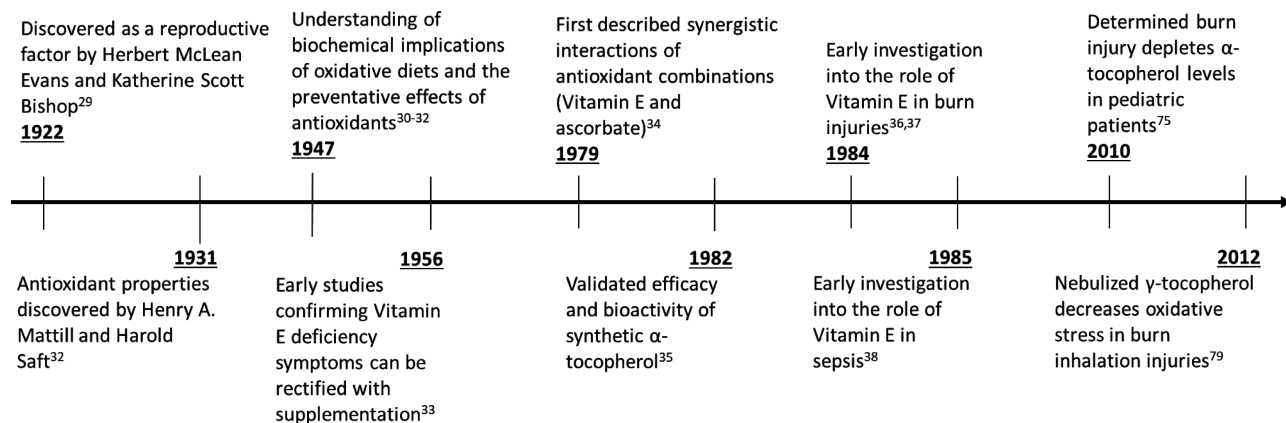 Discovered as a reproductive
factor by Herbert McLean
Evans and Katherine Scott
Bishop²⁹
1922
Understanding of
biochemical implications
of oxidative diets and the
preventative effects of
antioxidants³⁰⁻³²
1947
First described synergistic
interactions of
antioxidant combinations
(Vitamin E and
ascorbate)³⁴
1979
Early investigation
into the role of
Vitamin E in burn
injuries³⁶,³⁷
1984
Determined burn
injury depletes α-
tocopherol levels
in pediatric
patients⁷⁵
2010
1931
Antioxidant properties
discovered by Henry A.
Mattill and Harold
Saft³²
1956
Early studies
confirming Vitamin
E deficiency
symptoms can be
rectified with
supplementation³³
1982
Validated efficacy
and bioactivity of
synthetic α-
tocopherol³⁵
1985
Early investigation
into the role of
Vitamin E in
sepsis³⁸
2012
Nebulized γ-tocopherol
decreases oxidative
stress in burn
inhalation injuries⁷⁹